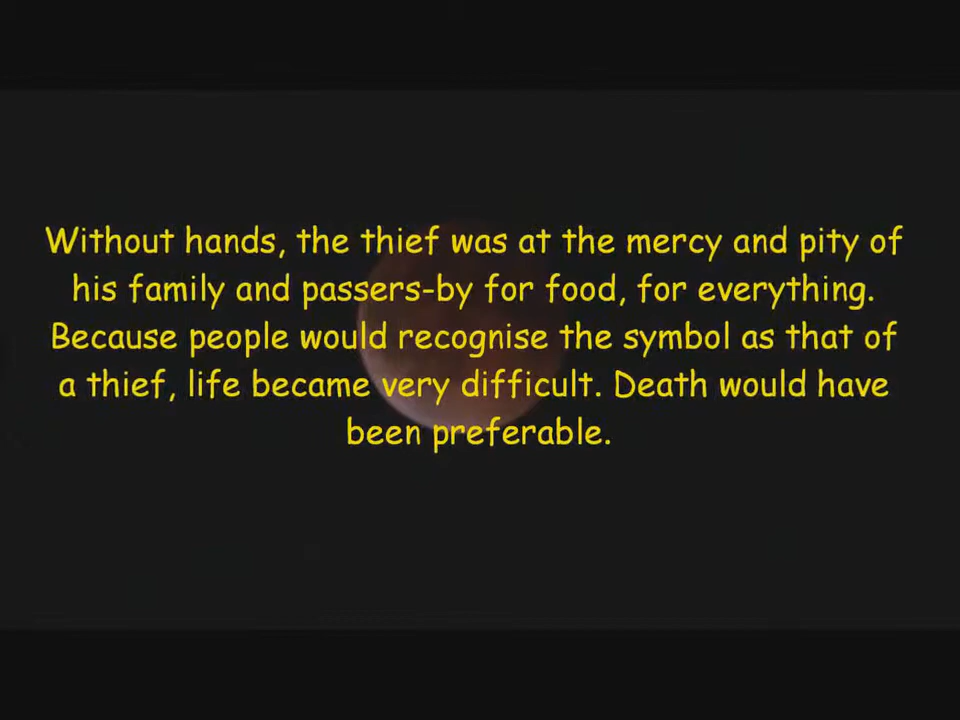 Without hands, the thief was at the mercy and pity of
his family and passers-by for food, for everything.
Because people would recognise the symbol as that of
a thief, life became very difficult. Death would have
been preferable.